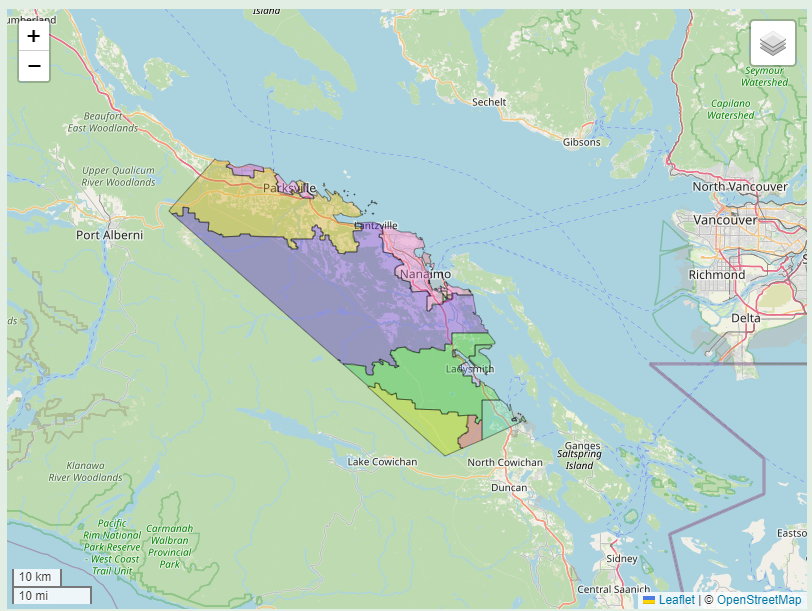 Island
umberland
+
−
Beaufort
East Woodlands
Seymour
Watershed
Capilano
Watershed
Sechelt
Gibsons
Upper Qualicum
River Woodlands
Parksville
North Vancouver
Port Alberni
Lantzville
Vancouver
Nanaimo
Richmond
S
ds
Delta
Ladysmith
Ganges
Saltspring
Island
Klanawa
River Woodlands
Lake Cowichan
North Cowichan
Duncan
Pacific
Rim National
Park Reserve
- West Coast
Trail Unit
Carmanah
Walbran
Provincial
Park
Eastso
Sidney
10 km
10 mi
Central Saanich
Leaflet | © OpenStreetMap